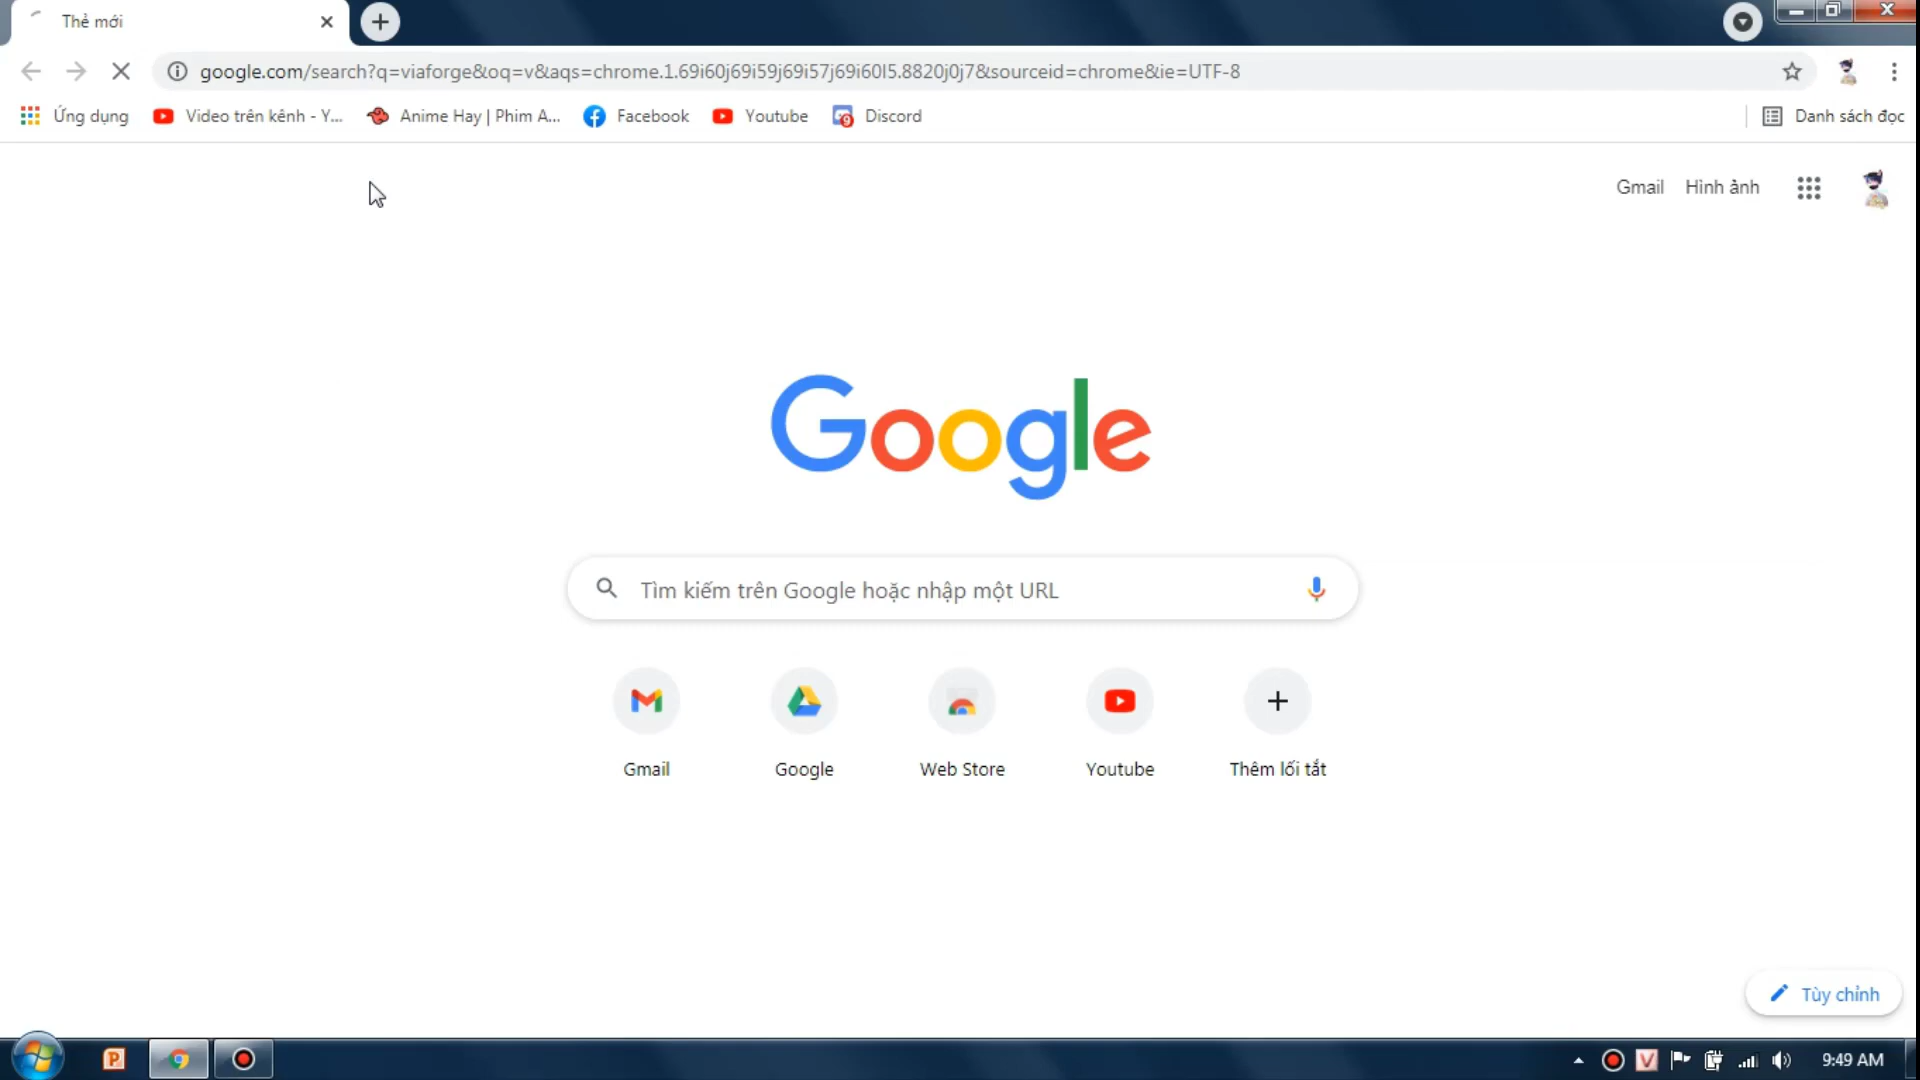 Thẻ mới
google.com/search?q=viaforge&oq=v&aqs=chrome.1.69i60j69i59j69i57j69i60l5.8820j0j7&sourceid=chrome&ie=UTF-8
Ứng dụng Video trên kênh - Y... Anime Hay | Phim A... Facebook Youtube 9 Discord Danh sách đọc
Gmail Hình ảnh
Google
Tìm kiếm trên Google hoặc nhập một URL
Gmail Google Web Store Youtube Thêm lối tắt
Tùy chỉnh
P V 9:49 AM